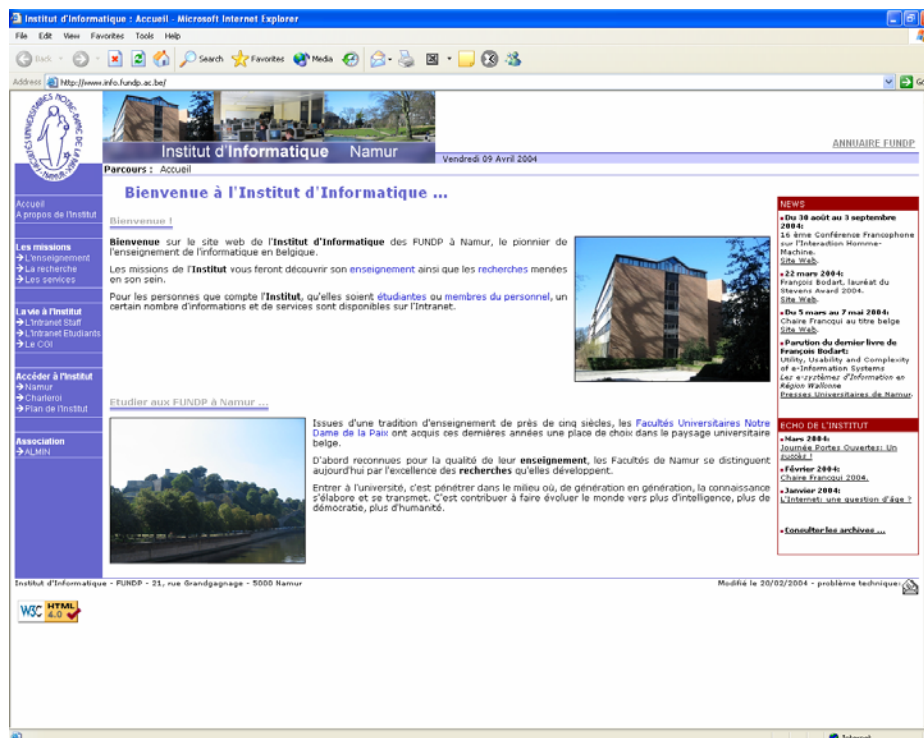 Institut d'Informatique : Accueil - Microsoft Internet Explorer
File Edit View Favorites Tools Help
Back Search Favorites Media
Address http://www.info.fundp.ac.be/ Go
FACULTÉS UNIVERSITAIRES NOTRE-DAME DE LA PAIX NAMUR
Institut d'Informatique Namur
Vendredi 09 Avril 2004
ANNUAIRE FUNDP
Parcours : Accueil
Accueil
A propos de l'Institut
Les missions
L'enseignement
La recherche
Les services
La vie à l'Institut
L'Intranet Staff
L'Intranet Etudiants
Le CGI
Accéder à l'Institut
Namur
Charleroi
Plan de l'Institut
Association
ALMIN
Bienvenue à l'Institut d'Informatique ...
Bienvenue !
Bienvenue sur le site web de l'Institut d'Informatique des FUNDP à Namur, le pionnier de
l'enseignement de l'informatique en Belgique.
Les missions de l'Institut vous feront découvrir son enseignement ainsi que les recherches menées
en son sein.
Pour les personnes que compte l'Institut, qu'elles soient étudiantes ou membres du personnel, un
certain nombre d'informations et de services sont disponibles sur l'Intranet.
Etudier aux FUNDP à Namur ...
Issues d'une tradition d'enseignement de près de cinq siècles, les Facultés Universitaires Notre
Dame de la Paix ont acquis ces dernières années une place de choix dans le paysage universitaire
belge.
D'abord reconnues pour la qualité de leur enseignement, les Facultés de Namur se distinguent
aujourd'hui par l'excellence des recherches qu'elles développent.
Entrer à l'université, c'est pénétrer dans le milieu où, de génération en génération, la connaissance
s'élabore et se transmet. C'est contribuer à faire évoluer le monde vers plus d'intelligence, plus de
démocratie, plus d'humanité.
NEWS
Du 30 août au 3 septembre
2004:
16 ème Conférence Francophone
sur l'Interaction Homme-
Machine.
Site Web.
22 mars 2004:
François Bodart, lauréat du
Stevens Award 2004.
Site Web.
Du 5 mars au 7 mai 2004:
Chaire Francqui au titre belge
Site Web.
Parution du dernier livre de
François Bodart:
Utility, Usability and Complexity
of e-Information Systems
Les e-systèmes d'Information en
Région Wallonne
Presses Universitaires de Namur.
ECHO DE L'INSTITUT
Mars 2004:
Journée Portes Ouvertes: Un
succès !
Février 2004:
Chaire Francqui 2004.
Janvier 2004:
L'Internet: une question d'âge ?
Consulter les archives ...
Institut d'Informatique - FUNDP - 21, rue Grandgagnage - 5000 Namur
Modifié le 20/02/2004 - problème technique:
W3C HTML 4.0
Internet